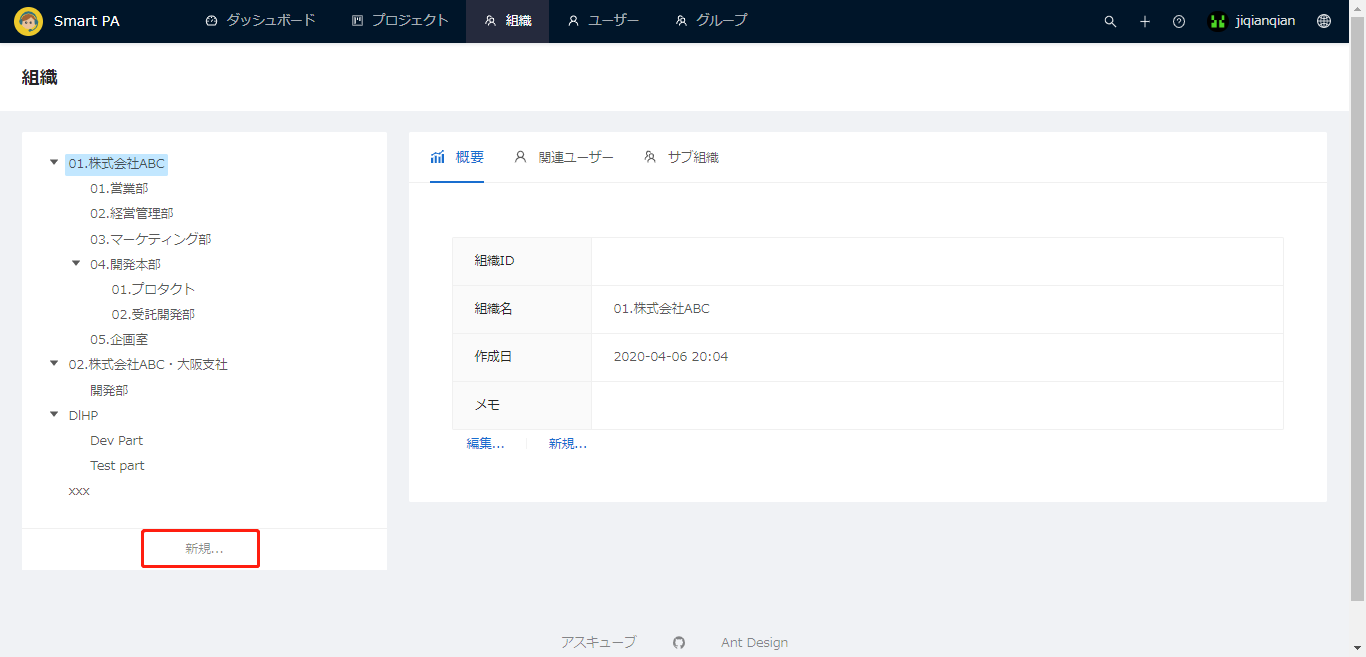 Smart PA ダッシュボード プロジェクト 組織 ユーザー グループ jiqianqian
組織
01.株式会社ABC
01.営業部
02.経営管理部
03.マーケティング部
04.開発本部
01.プロタクト
02.受託開発部
05.企画室
02.株式会社ABC・大阪支社
開発部
DlHP
Dev Part
Test part
xxx
新規...
概要 関連ユーザー サブ組織
組織ID
組織名 01.株式会社ABC
作成日 2020-04-06 20:04
メモ
編集... 新規...
アスキューブ Ant Design